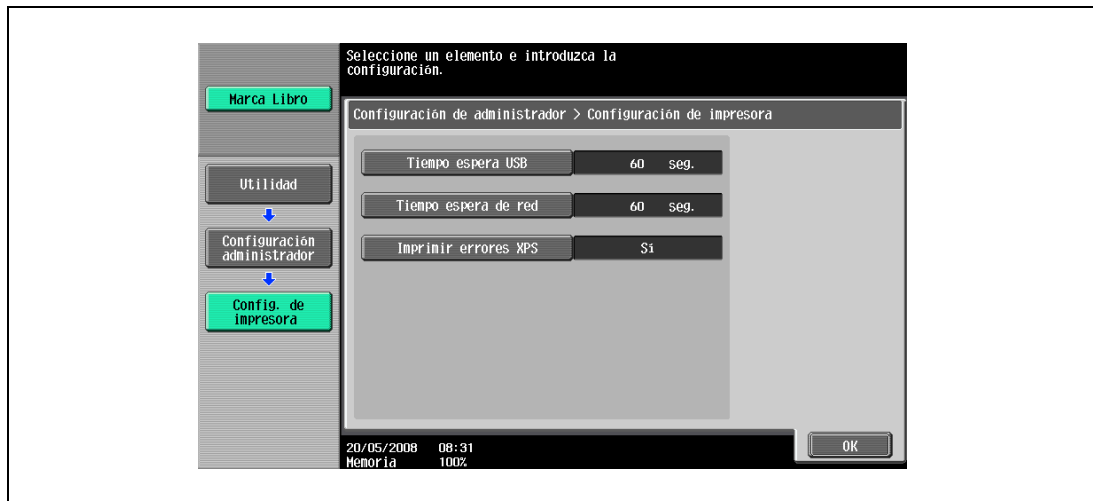 Seleccione un elemento e introduzca la
configuración.
Marca Libro
Configuración de administrador > Configuración de impresora
Tiempo espera USB 60 seg.
Utilidad
Tiempo espera de red 60 seg.
Configuración
administrador
Imprimir errores XPS Sí
Config. de
impresora
20/05/2008 08:31
Memoria 100%
OK